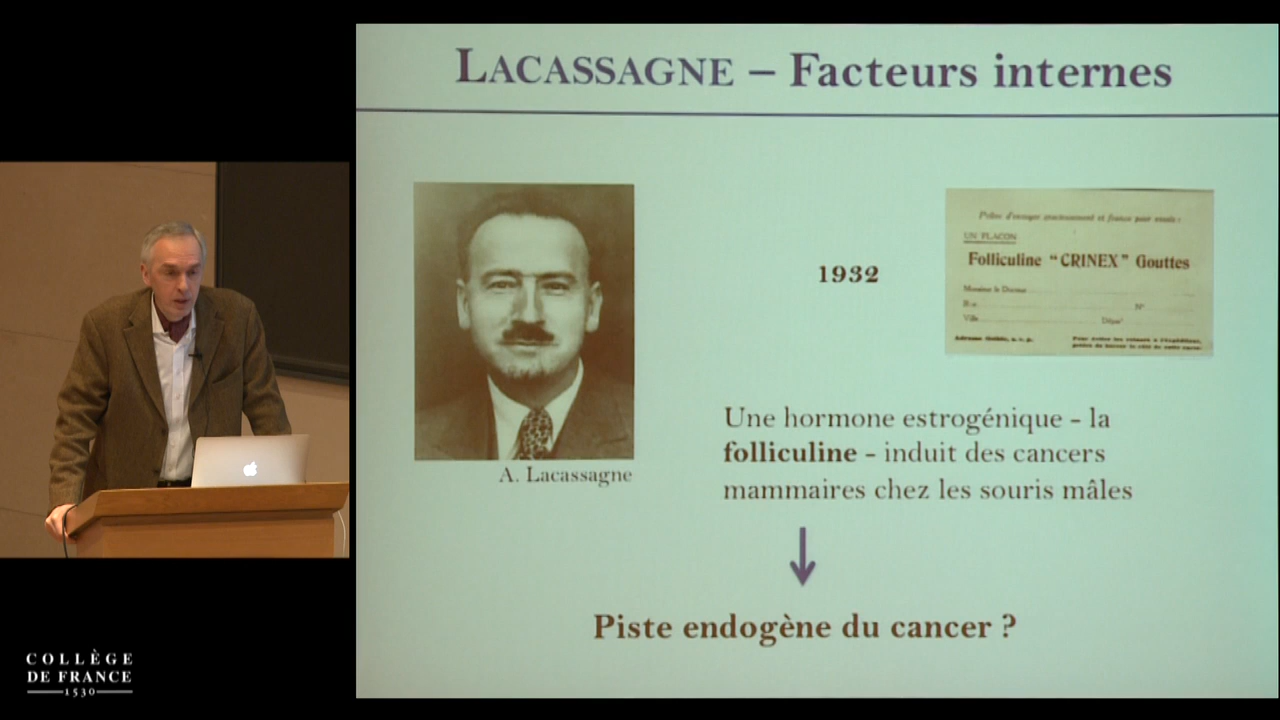 LACASSAGNE – Facteurs internes
UN FLACON
Folliculine "CRINEX" Gouttes
1932
Ville
A. Lacassagne
Une hormone estrogénique - la
folliculine - induit des cancers
mammaires chez les souris mâles
Piste endogène du cancer ?
COLLÈGE
DE FRANCE
1530